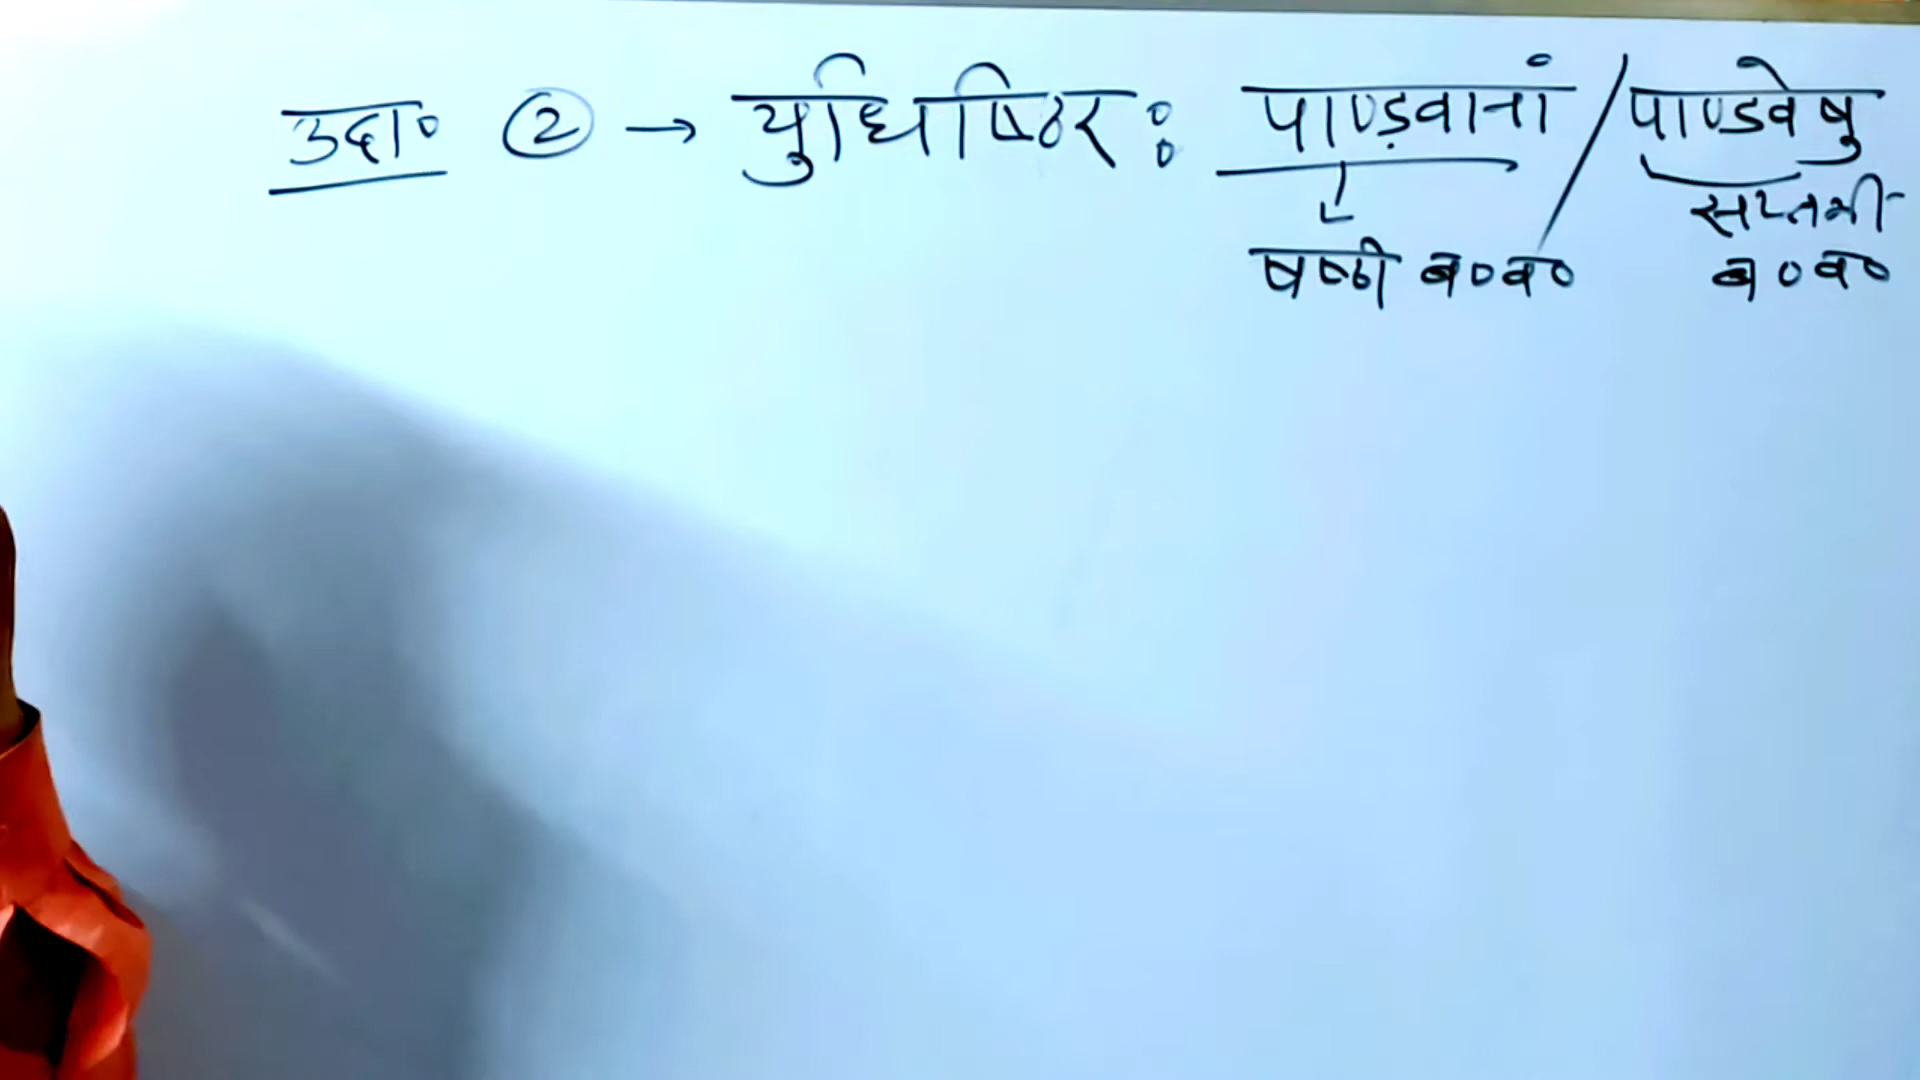 उदा० ② → युधिष्ठिर: पाण्ड़वानां / पाण्डवेषु
षष्ठी ब०व० सप्तमी
ब०व०